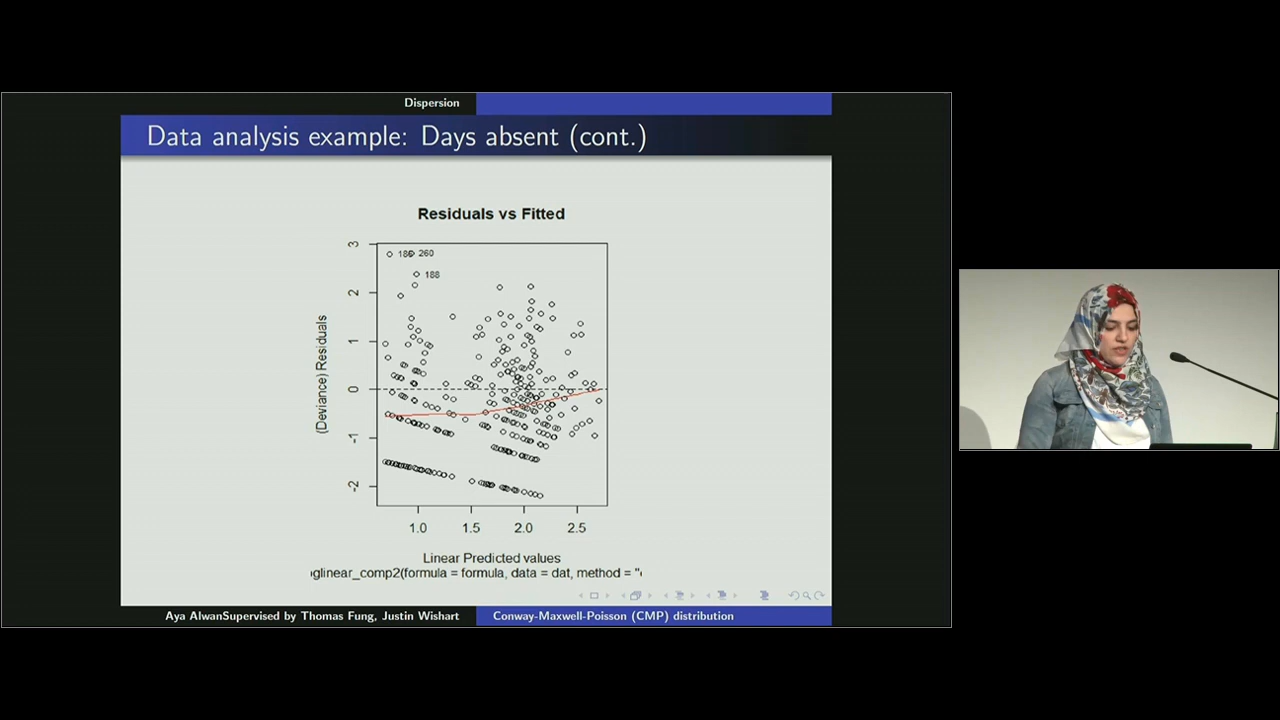 Dispersion
Data analysis example: Days absent (cont.)
Residuals vs Fitted
(Deviance) Residuals
3
2
1
0
-1
-2
260
188
1.0 1.5 2.0 2.5
Linear Predicted values
glinear_comp2(formula = formula, data = dat, method = "
Aya AlwanSupervised by Thomas Fung, Justin Wishart
Conway-Maxwell-Poisson (CMP) distribution